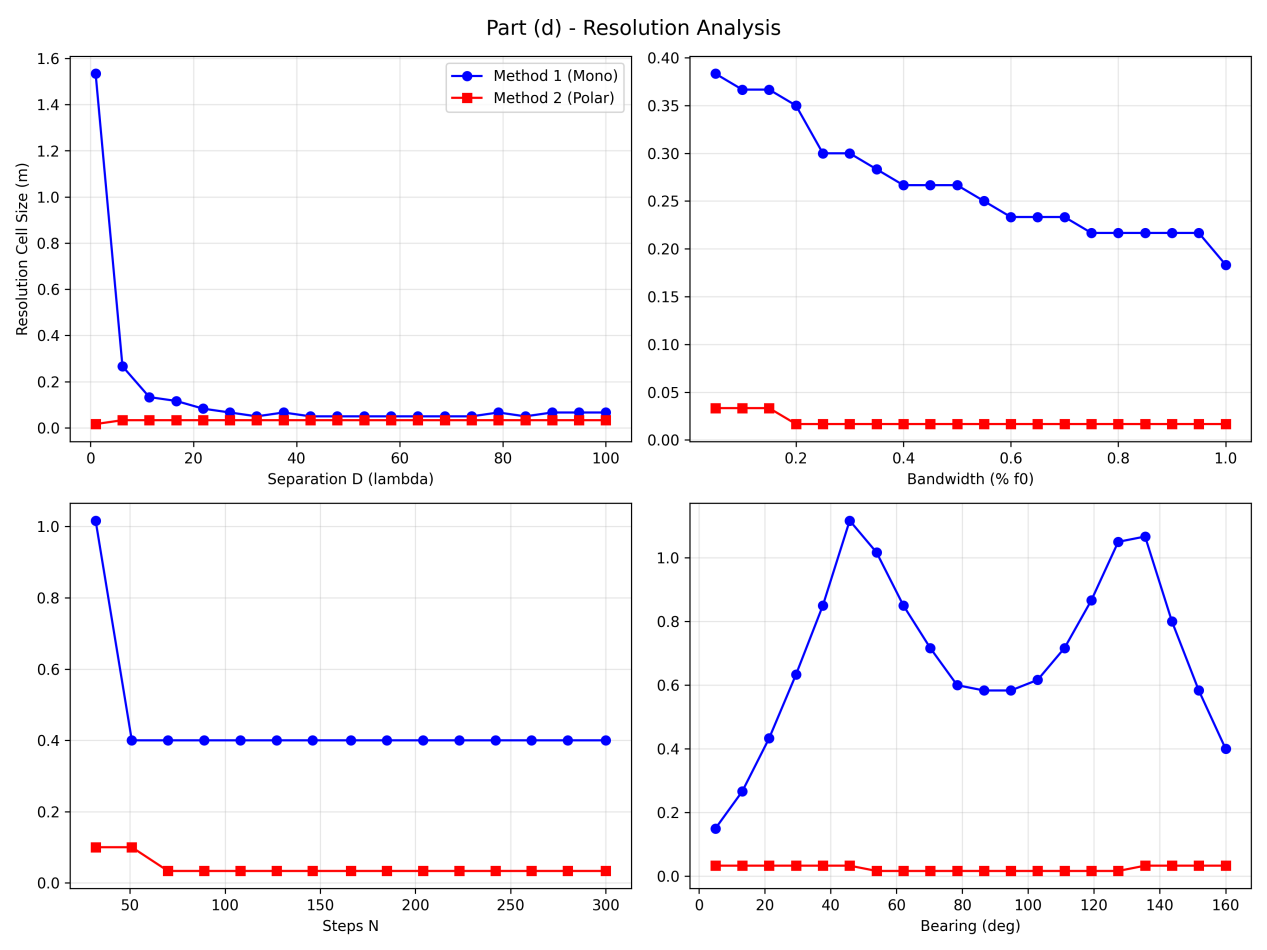 Part (d) - Resolution Analysis
Resolution Cell Size (m)
1.6
1.4
1.2
1.0
0.8
0.6
0.4
0.2
0.0
Method 1 (Mono)
Method 2 (Polar)
0 20 40 60 80 100
Separation D (lambda)
0.40
0.35
0.30
0.25
0.20
0.15
0.10
0.05
0.00
0.2 0.4 0.6 0.8 1.0
Bandwidth (% f0)
1.0
0.8
0.6
0.4
0.2
0.0
50 100 150 200 250 300
Steps N
1.0
0.8
0.6
0.4
0.2
0.0
0 20 40 60 80 100 120 140 160
Bearing (deg)